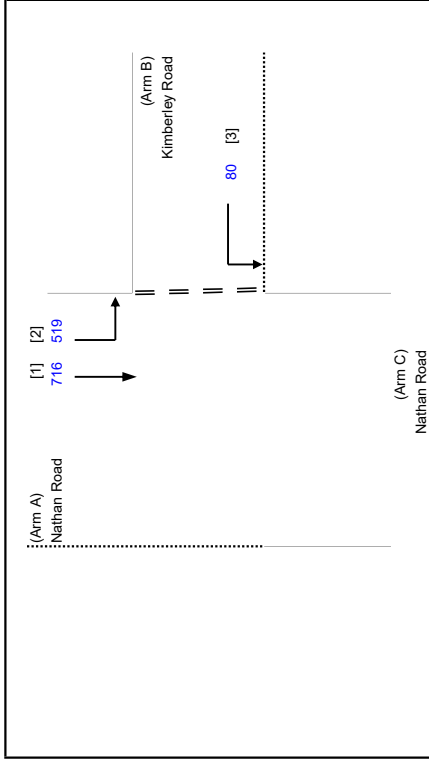 (Arm A)
Nathan Road
[1] [2]
716 519
(Arm B)
Kimberley Road
80 [3]
(Arm C)
Nathan Road